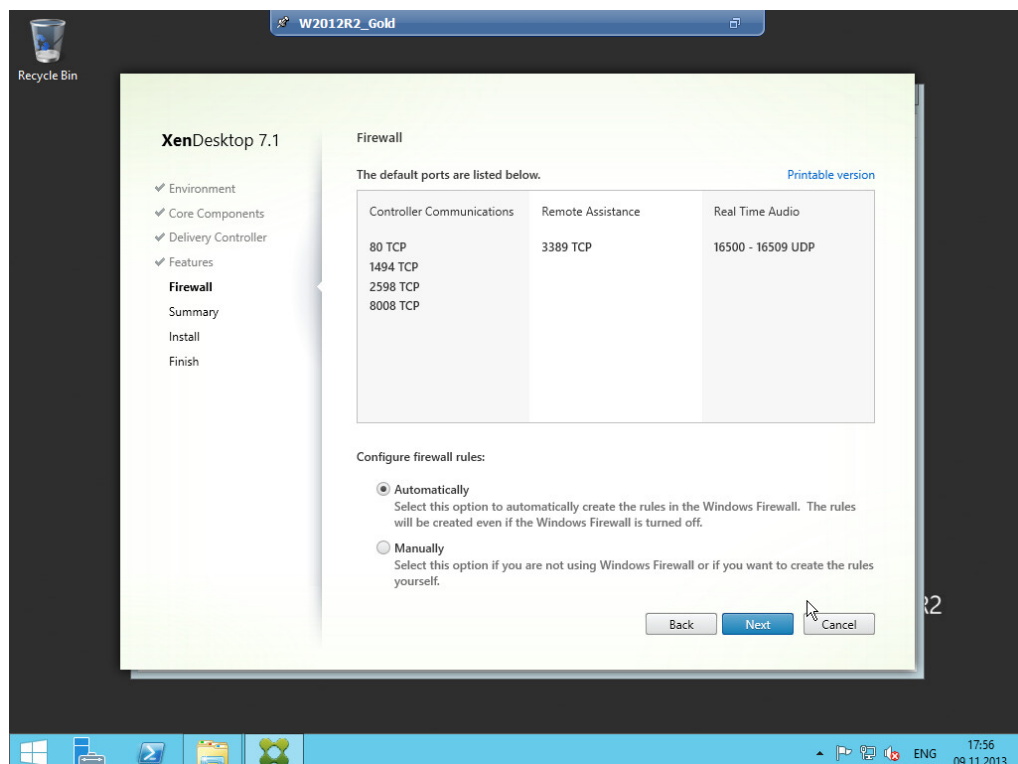 W2012R2_Gold
Recycle Bin
XenDesktop 7.1
Environment
Core Components
Delivery Controller
Features
Firewall
Summary
Install
Finish
Firewall
The default ports are listed below.
Printable version
Controller Communications
80 TCP
1494 TCP
2598 TCP
8008 TCP
Remote Assistance
3389 TCP
Real Time Audio
16500 - 16509 UDP
Configure firewall rules:
Automatically
Select this option to automatically create the rules in the Windows Firewall. The rules
will be created even if the Windows Firewall is turned off.
Manually
Select this option if you are not using Windows Firewall or if you want to create the rules
yourself.
Back
Next
Cancel
R2
ENG
17:56
09.11.2013